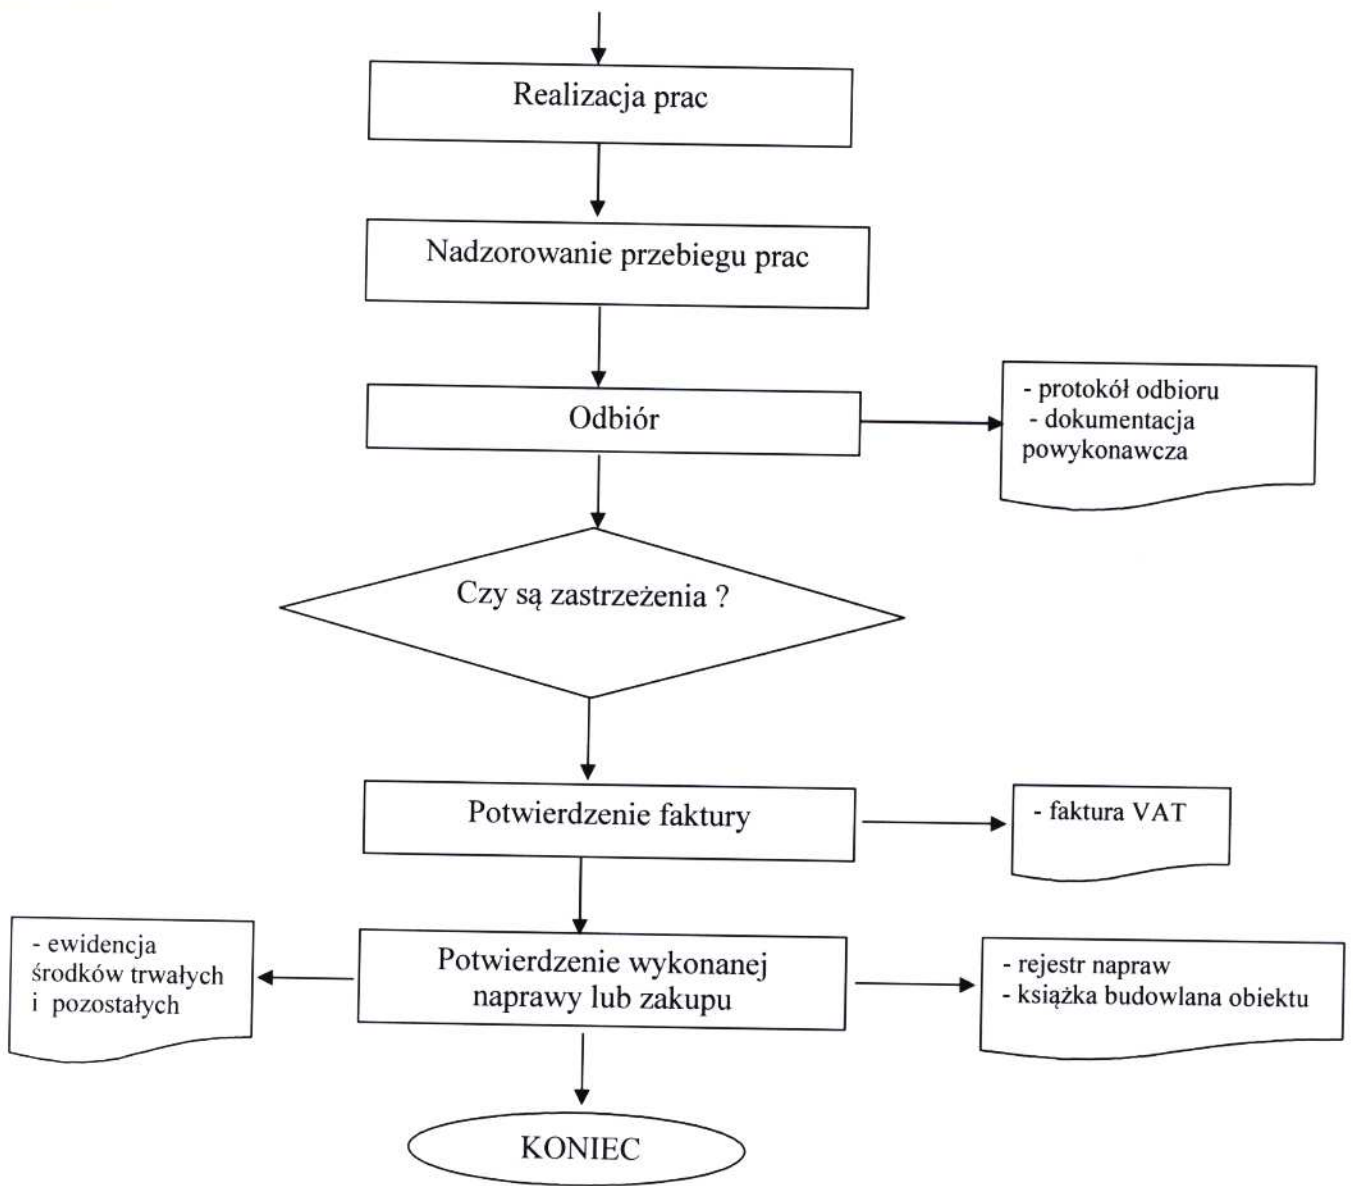 Realizacja prac
Nadzorowanie przebiegu prac
Odbiór
- protokół odbioru
- dokumentacja
powykonawcza
Czy są zastrzeżenia ?
Potwierdzenie faktury
- faktura VAT
- ewidencja
środków trwałych
i pozostałych
Potwierdzenie wykonanej
naprawy lub zakupu
- rejestr napraw
- książka budowlana obiektu
KONIEC